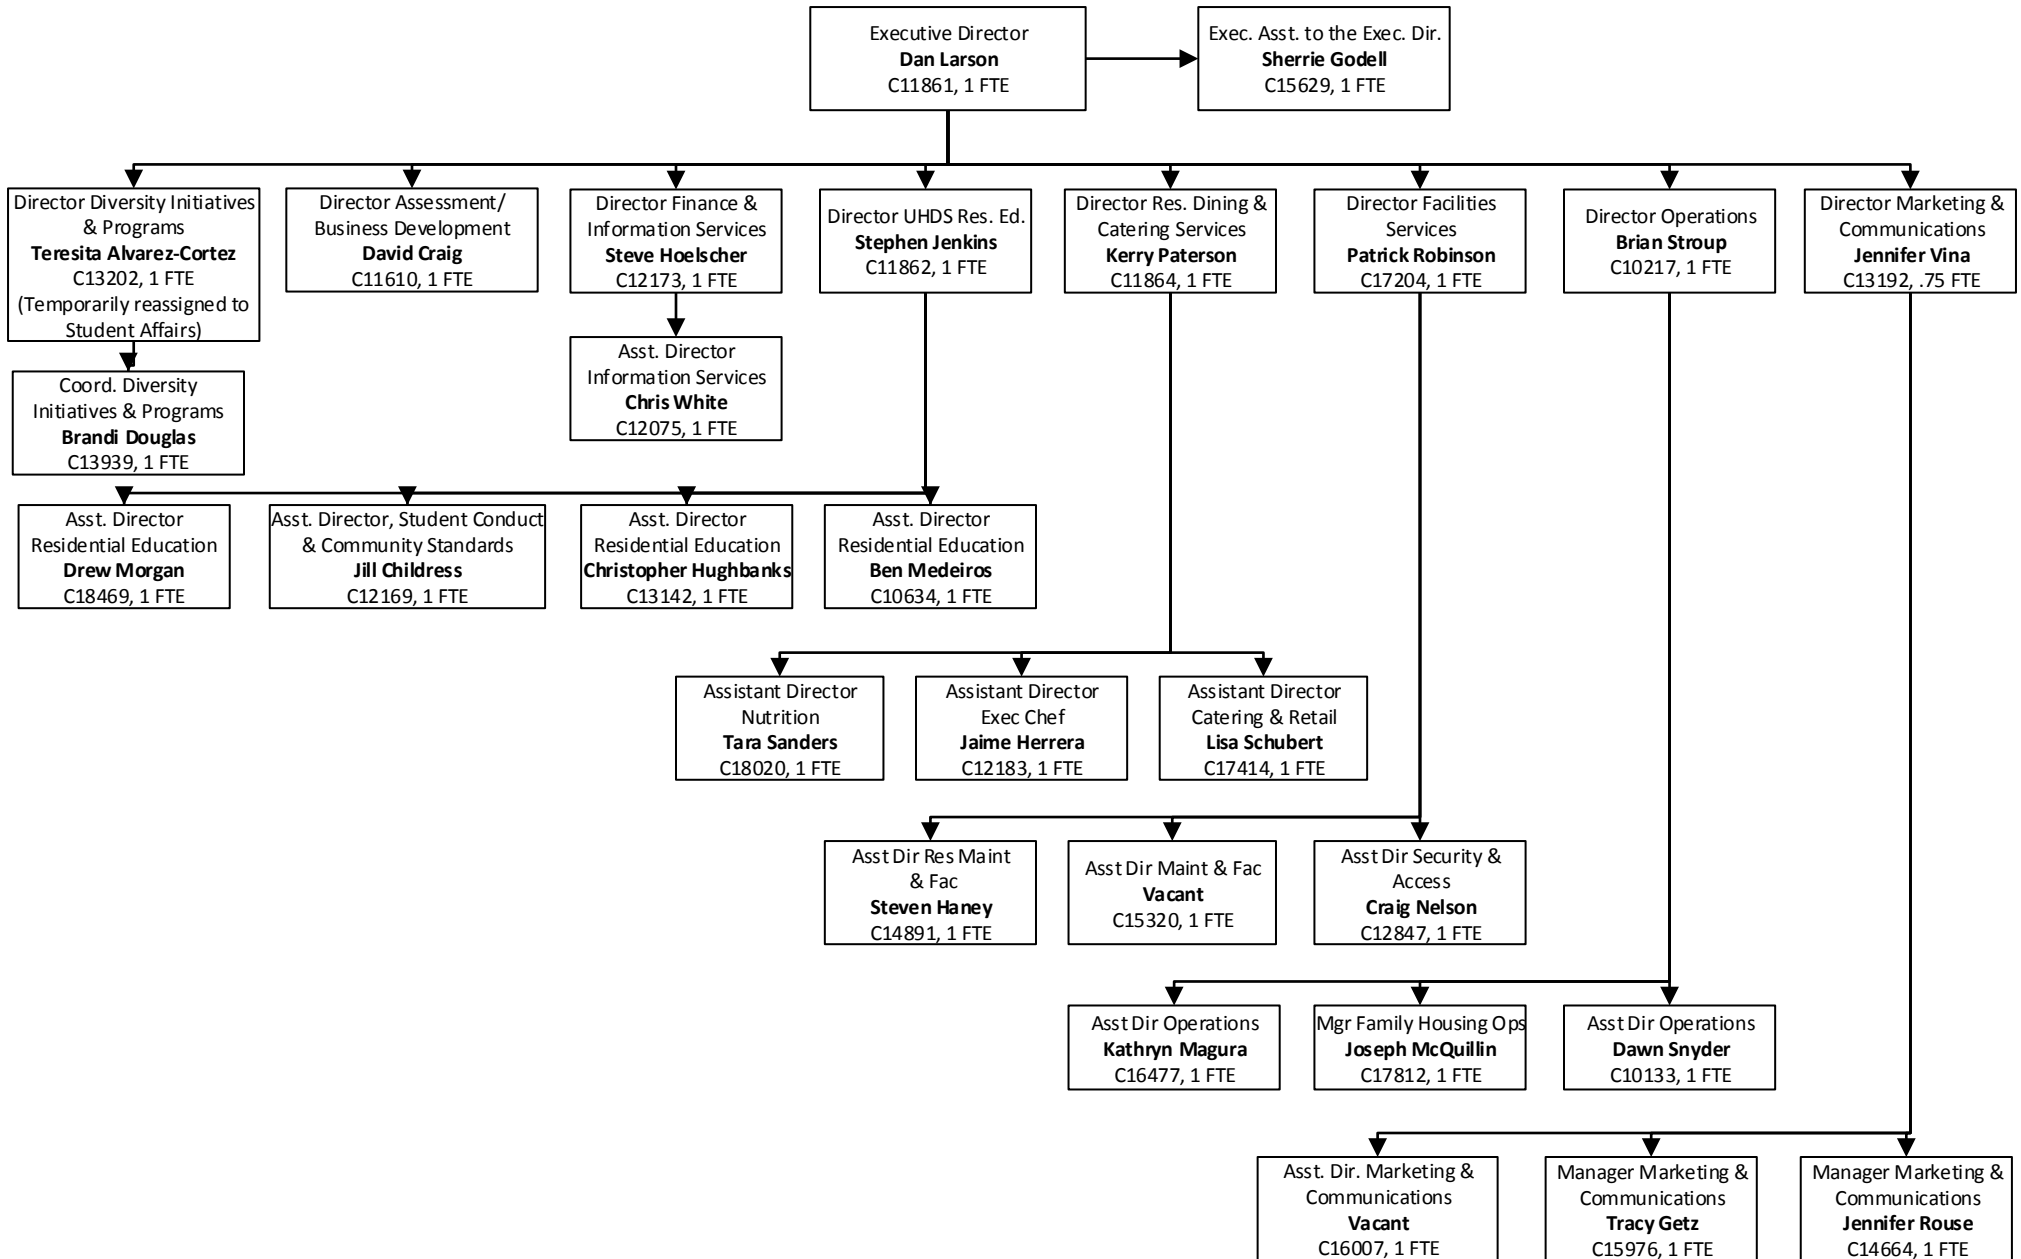 Executive Director
Dan Larson
C11861, 1 FTE
Exec. Asst. to the Exec. Dir.
Sherrie Godell
C15629, 1 FTE
Director Diversity Initiatives
& Programs
Teresita Alvarez-Cortez
C13202, 1 FTE
(Temporarily reassigned to
Student Affairs)
Director Assessment/
Business Development
David Craig
C11610, 1 FTE
Director Finance &
Information Services
Steve Hoelscher
C12173, 1 FTE
Director UHDS Res. Ed.
Stephen Jenkins
C11862, 1 FTE
Director Res. Dining &
Catering Services
Kerry Paterson
C11864, 1 FTE
Director Facilities
Services
Patrick Robinson
C17204, 1 FTE
Director Operations
Brian Stroup
C10217, 1 FTE
Director Marketing &
Communications
Jennifer Vina
C13192, .75 FTE
Coord. Diversity
Initiatives & Programs
Brandi Douglas
C13939, 1 FTE
Asst. Director
Information Services
Chris White
C12075, 1 FTE
Asst. Director
Residential Education
Drew Morgan
C18469, 1 FTE
Asst. Director, Student Conduct
& Community Standards
Jill Childress
C12169, 1 FTE
Asst. Director
Residential Education
Christopher Hughbanks
C13142, 1 FTE
Asst. Director
Residential Education
Ben Medeiros
C10634, 1 FTE
Assistant Director
Nutrition
Tara Sanders
C18020, 1 FTE
Assistant Director
Exec Chef
Jaime Herrera
C12183, 1 FTE
Assistant Director
Catering & Retail
Lisa Schubert
C17414, 1 FTE
Asst Dir Res Maint
& Fac
Steven Haney
C14891, 1 FTE
Asst Dir Maint & Fac
Vacant
C15320, 1 FTE
Asst Dir Security &
Access
Craig Nelson
C12847, 1 FTE
Asst Dir Operations
Kathryn Magura
C16477, 1 FTE
Mgr Family Housing Ops
Joseph McQuillin
C17812, 1 FTE
Asst Dir Operations
Dawn Snyder
C10133, 1 FTE
Asst. Dir. Marketing &
Communications
Vacant
C16007, 1 FTE
Manager Marketing &
Communications
Tracy Getz
C15976, 1 FTE
Manager Marketing &
Communications
Jennifer Rouse
C14664, 1 FTE